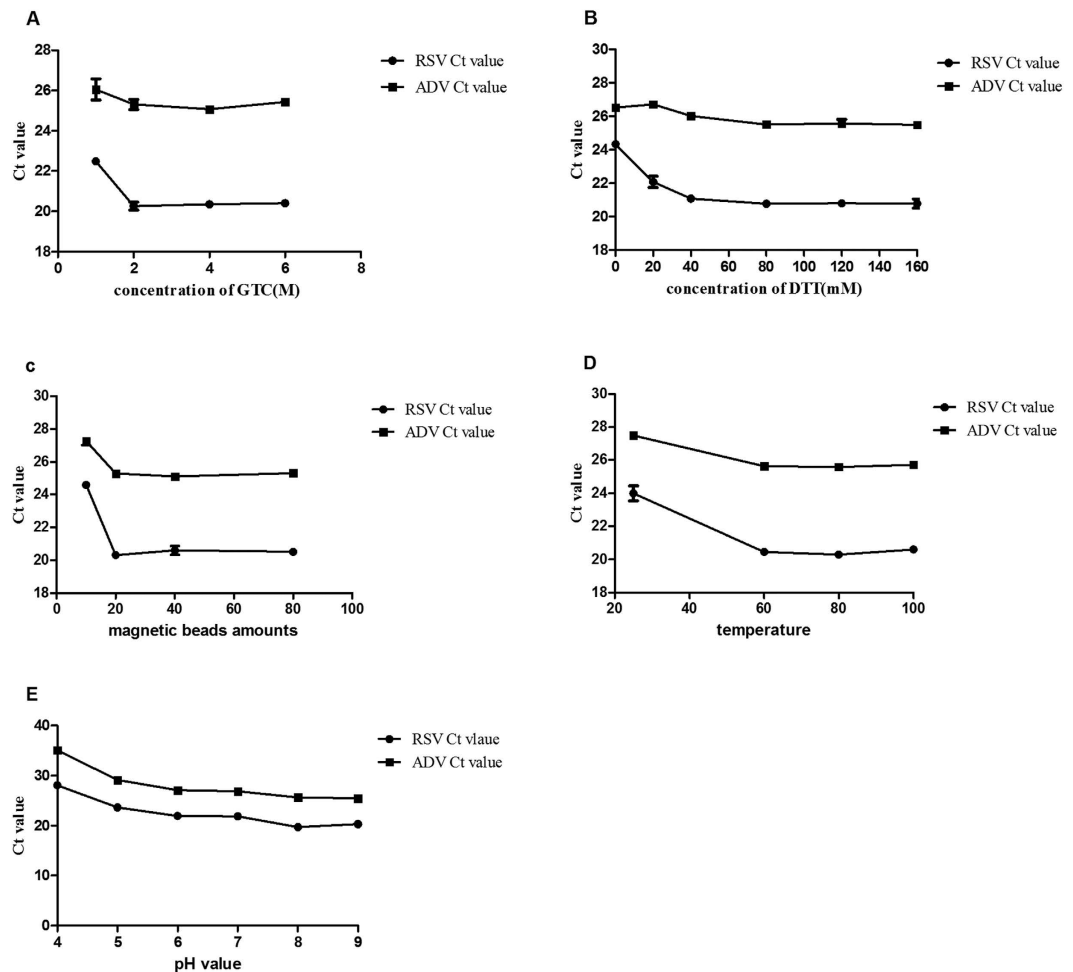 A
28
26
24
22
20
18
0 2 4 6 8
Ct value
concentration of GTC(M)
RSV Ct value
ADV Ct value
B
30
28
26
24
22
20
18
0 20 40 60 80 100 120 140 160
Ct value
concentration of DTT(mM)
RSV Ct value
ADV Ct value
c
30
28
26
24
22
20
18
0 20 40 60 80 100
Ct value
magnetic beads amounts
RSV Ct value
ADV Ct value
D
30
28
26
24
22
20
18
20 40 60 80 100
Ct value
temperature
RSV Ct value
ADV Ct value
E
40
30
20
10
0
4 5 6 7 8 9
Ct value
pH value
RSV Ct vlaue
ADV Ct value